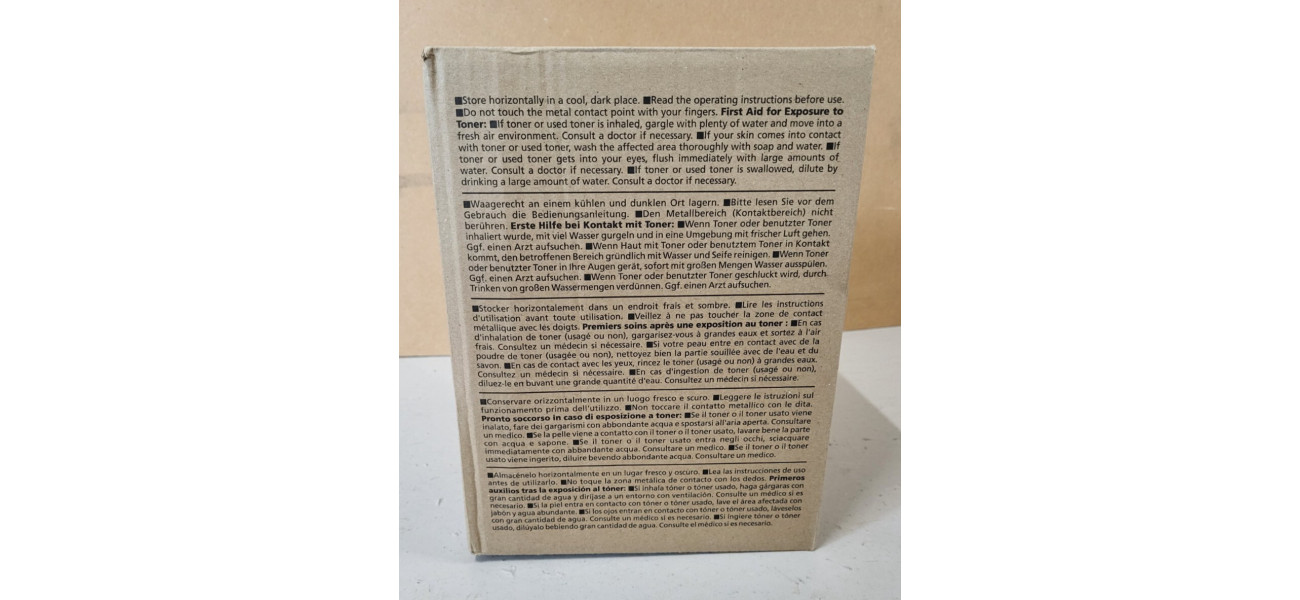 ■Store horizontally in a cool, dark place. ■Read the operating instructions before use.
■Do not touch the metal contact point with your fingers. First Aid for Exposure to
Toner: ■If toner or used toner is inhaled, gargle with plenty of water and move into a
fresh air environment. Consult a doctor if necessary. ■If your skin comes into contact
with toner or used toner, wash the affected area thoroughly with soap and water. ■If
toner or used toner gets into your eyes, flush immediately with large amounts of
water. Consult a doctor if necessary. ■If toner or used toner is swallowed, dilute by
drinking a large amount of water. Consult a doctor if necessary.
■Waagerecht an einem kühlen und dunklen Ort lagern. ■Bitte lesen Sie vor dem
Gebrauch die Bedienungsanleitung. ■Den Metallbereich (Kontaktbereich) nicht
berühren. Erste Hilfe bei Kontakt mit Toner: ■Wenn Toner oder benutzter Toner
inhaliert wurde, mit viel Wasser gurgeln und in eine Umgebung mit frischer Luft gehen.
Ggf. einen Arzt aufsuchen. ■Wenn Haut mit Toner oder benutztem Toner in Kontakt
kommt, den betroffenen Bereich gründlich mit Wasser und Seife reinigen. ■Wenn Toner
oder benutzter Toner in Ihre Augen gerät, sofort mit großen Mengen Wasser ausspülen.
Ggf. einen Arzt aufsuchen. ■Wenn Toner oder benutzter Toner geschluckt wird, durch
Trinken von großen Wassermengen verdünnen. Ggf. einen Arzt aufsuchen.
■Stocker horizontalement dans un endroit frais et sombre. ■Lire les instructions
d'utilisation avant toute utilisation. ■Veillez à ne pas toucher la zone de contact
métallique avec les doigts. Premiers soins après une exposition au toner : ■En cas
d'inhalation de toner (usagé ou non), gargarisez-vous à grandes eaux et sortez à l'air
frais. Consultez un médecin si nécessaire. ■Si votre peau entre en contact avec de la
poudre de toner (usagée ou non), nettoyez bien la partie souillée avec de l'eau et du
savon. ■En cas de contact avec les yeux, rincez le toner (usagé ou non) à grandes eaux.
Consultez un médecin si nécessaire. ■En cas d'ingestion de toner (usagé ou non),
diluez-le en buvant une grande quantité d'eau. Consultez un médecin si nécessaire.
■Conservare orizzontalmente in un luogo fresco e scuro. ■Leggere le istruzioni sul
funzionamento prima dell'utilizzo. ■Non toccare il contatto metallico con le dita.
Pronto soccorso in caso di esposizione a toner: ■Se il toner o il toner usato viene
inalato, fare dei gargarismi con abbondante acqua e spostarsi all'aria aperta. Consultare
un medico. ■Se la pelle viene a contatto con il toner o il toner usato, lavare bene la parte
con acqua e sapone. ■Se il toner o il toner usato entra negli occhi, sciacquare
immediatamente con abbandante acqua. Consultare un medico. ■Se il toner o il toner
usato viene ingerito, diluire bevendo abbondante acqua. Consultare un medico.
■Almacénelo horizontalmente en un lugar fresco y oscuro. ■Lea las instrucciones de uso
antes de utilizarlo. ■No toque la zona metálica de contacto con los dedos. Primeros
auxilios tras la exposición al tóner: ■Si inhala tóner o tóner usado, haga gárgaras con
gran cantidad de agua y diríjase a un entorno con ventilación. Consulte un médico si es
necesario. ■Si la piel entra en contacto con tóner o tóner usado, lave el área afectada con
jabón y agua abundante. ■Si los ojos entran en contacto con tóner o tóner usado, láveselos
con gran cantidad de agua. Consulte un médico si es necesario. ■Si ingiere tóner o tóner
usado, dilúyalo bebiendo gran cantidad de agua. Consulte el médico si es necesario.